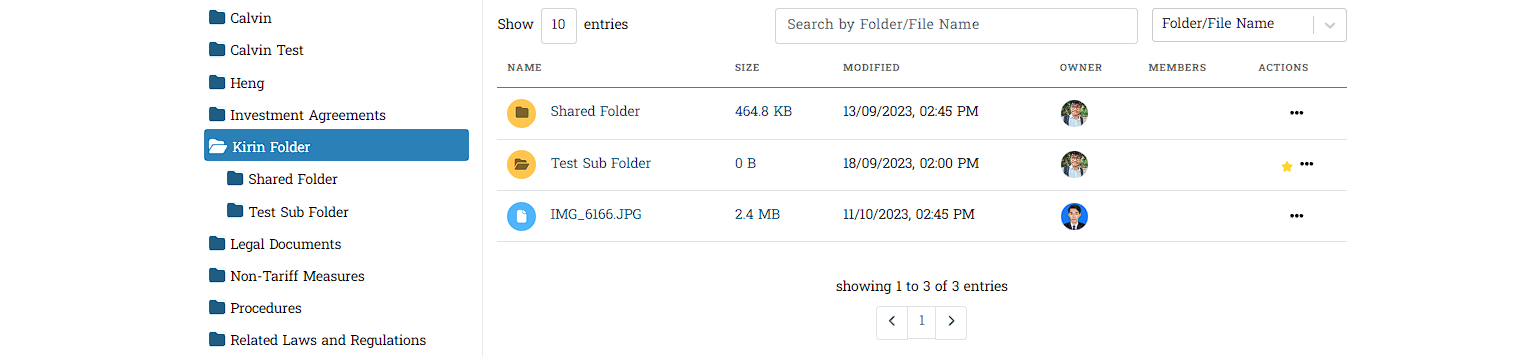 Calvin
Calvin Test
Heng
Investment Agreements
Kirin Folder
Shared Folder
Test Sub Folder
Legal Documents
Non-Tariff Measures
Procedures
Related Laws and Regulations
Show 10 entries Search by Folder/File Name Folder/File Name
NAME SIZE MODIFIED OWNER MEMBERS ACTIONS
Shared Folder 464.8 KB 13/09/2023, 02:45 PM
Test Sub Folder 0 B 18/09/2023, 02:00 PM
IMG_6166.JPG 2.4 MB 11/10/2023, 02:45 PM
showing 1 to 3 of 3 entries
1